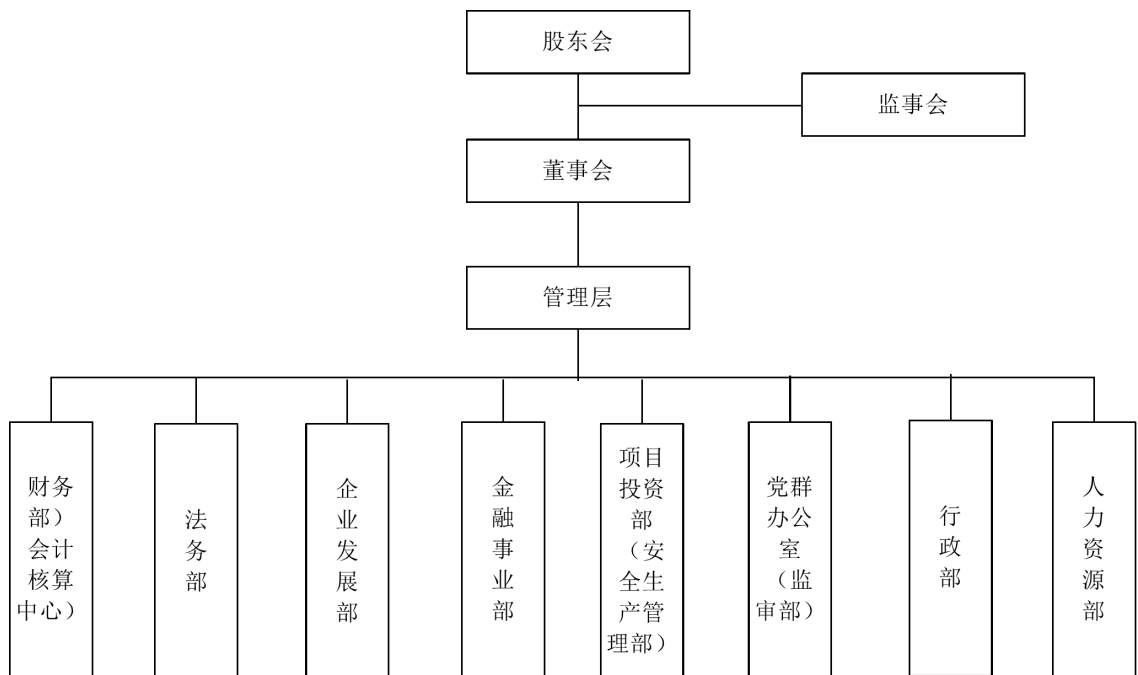 股东会
监事会
董事会
管理层
财务
部）
会计
核算
中心）
法
务
部
企
业
发
展
部
金
融
事
业
部
项目
投资
部
（安
全生
产管
理部）
党群
办公
室
（监
审部）
行
政
部
人
力
资
源
部